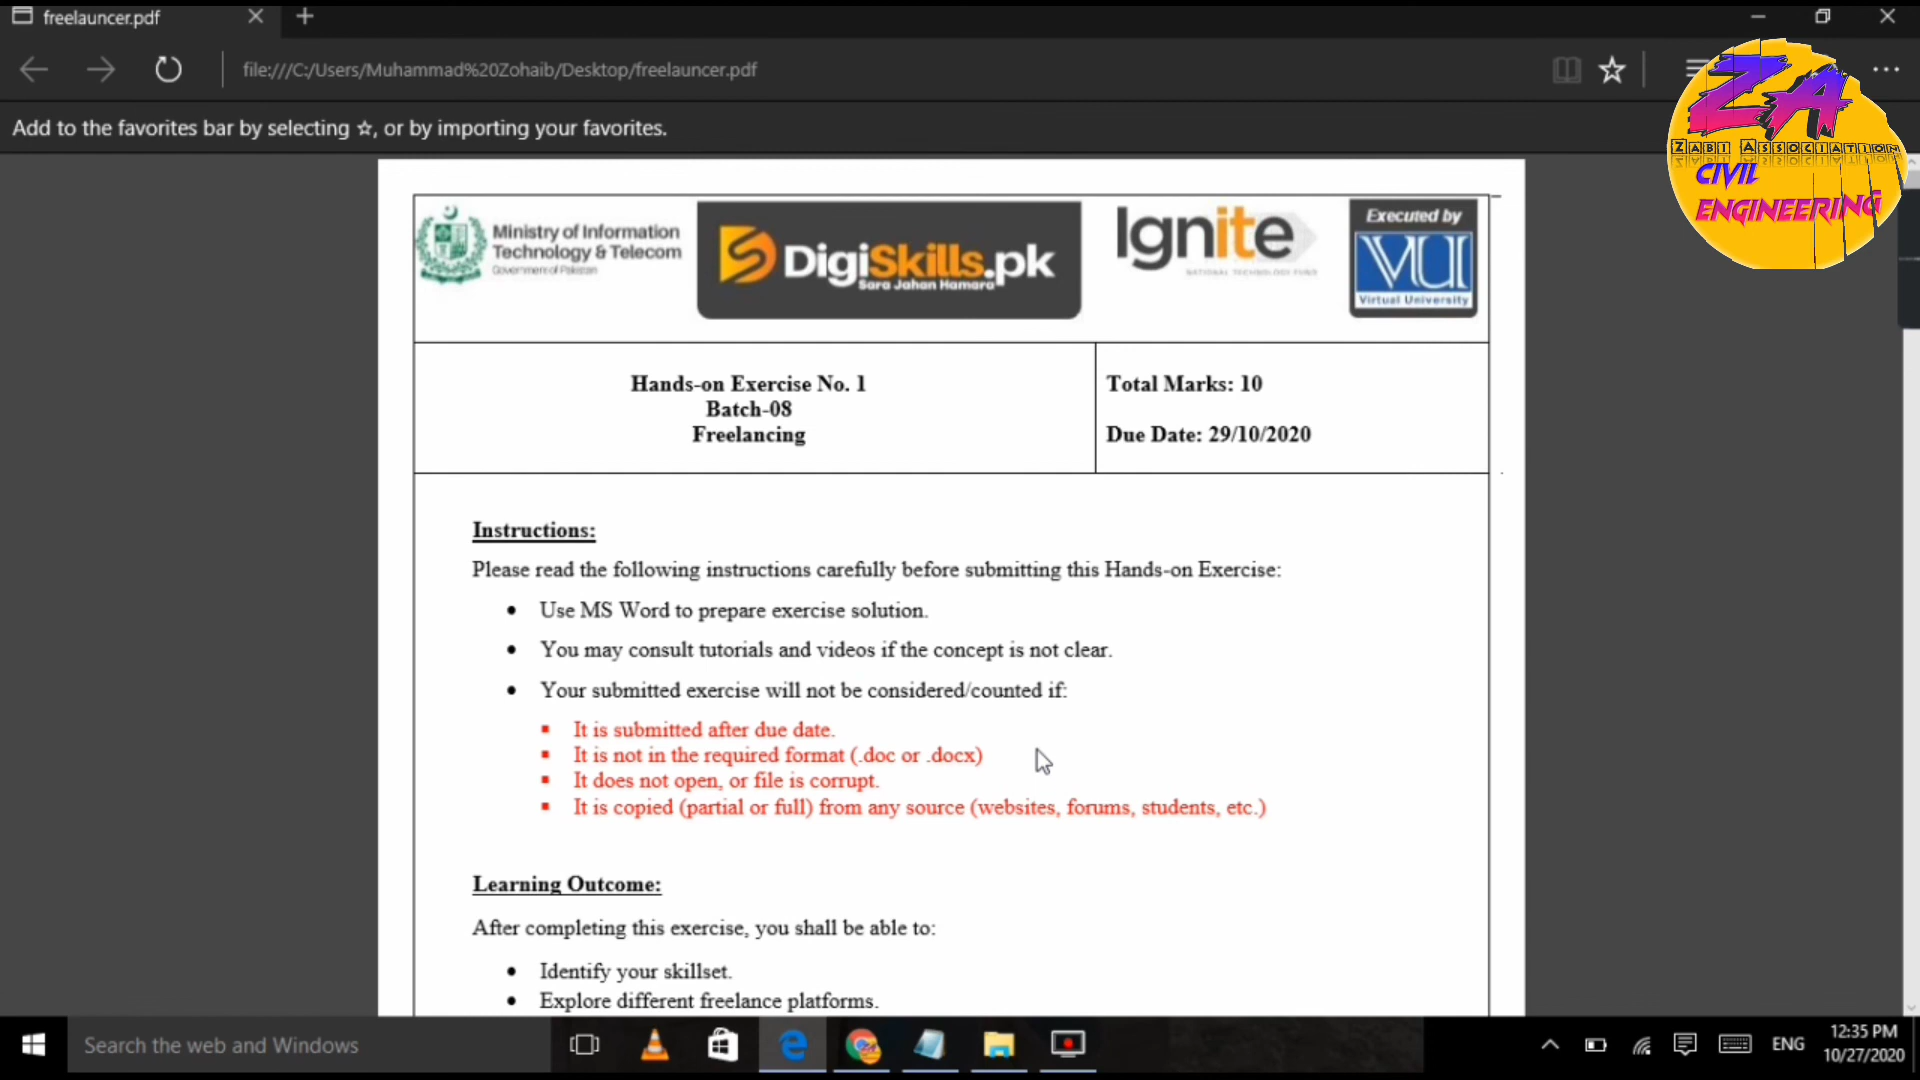 freelauncer.pdf
file:///C:/Users/Muhammad%20Zohaib/Desktop/freelauncer.pdf
Add to the favorites bar by selecting ☆, or by importing your favorites.
ZA
ZABI ASSOCIATION
CIVIL
ENGINEERING
Ministry of Information
Technology & Telecom
Government of Pakistan
DigiSkills.pk
Sara Jahan Hamara
Ignite
NATIONAL TECHNOLOGY FUND
Executed by
VU
Virtual University
Hands-on Exercise No. 1
Batch-08
Freelancing
Total Marks: 10
Due Date: 29/10/2020
Instructions:
Please read the following instructions carefully before submitting this Hands-on Exercise:
• Use MS Word to prepare exercise solution.
• You may consult tutorials and videos if the concept is not clear.
• Your submitted exercise will not be considered/counted if:
▪ It is submitted after due date.
▪ It is not in the required format (.doc or .docx)
▪ It does not open, or file is corrupt.
▪ It is copied (partial or full) from any source (websites, forums, students, etc.)
Learning Outcome:
After completing this exercise, you shall be able to:
• Identify your skillset.
• Explore different freelance platforms.
Search the web and Windows
ENG
12:35 PM
10/27/2020